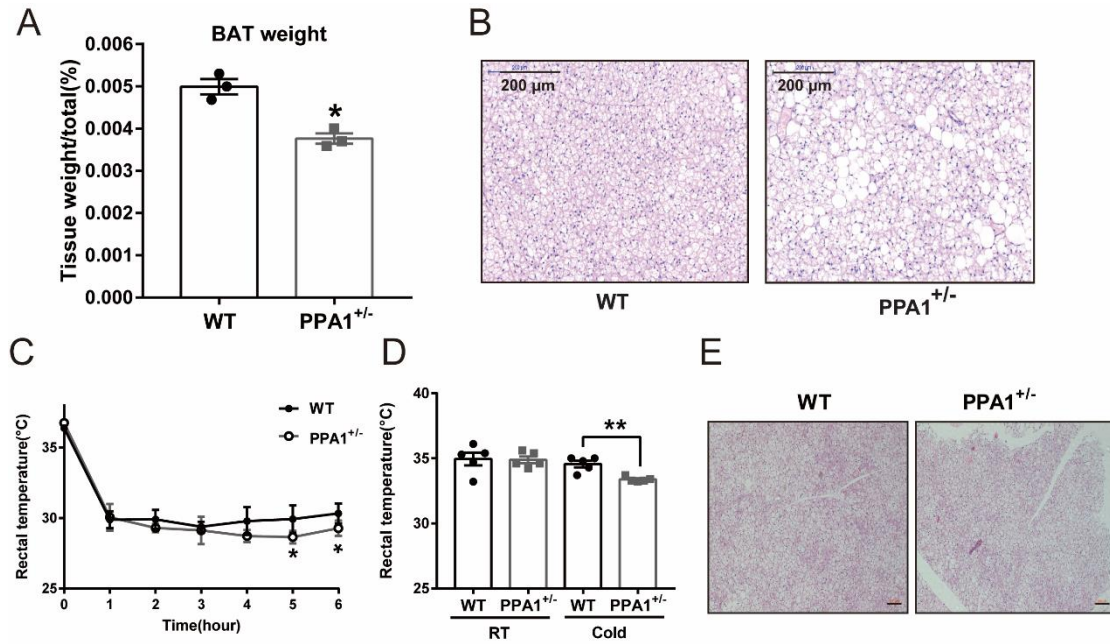 A
BAT weight
Tissue weight/total(%)
0.006
0.005
0.004
0.003
0.002
0.001
0.000
*
WT
PPA1+/-
B
200 μm
200 μm
WT
PPA1+/-
C
Rectal temperature(°C)
35
30
25
WT
PPA1+/-
*
*
0
1
2
3
4
5
6
Time(hour)
D
Rectal temperature(°C)
40
35
30
25
**
WT PPA1+/- WT PPA1+/-
RT Cold
E
WT
PPA1+/-